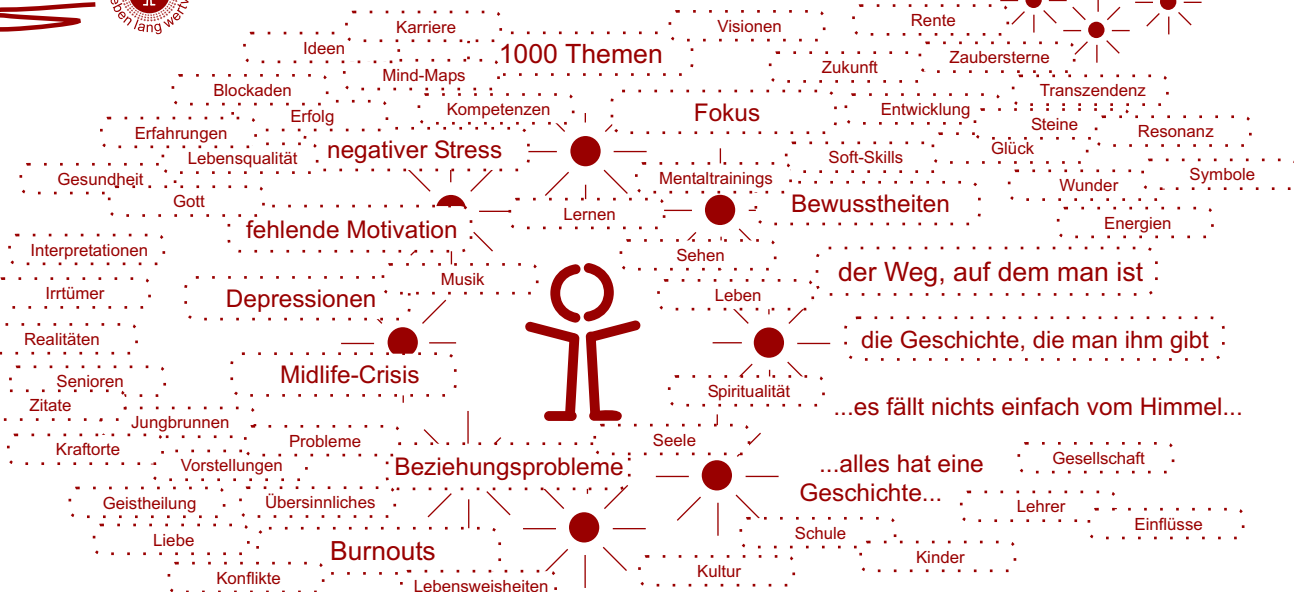 eben lang wertv
Karriere
Visionen
Rente
Ideen
1000 Themen
Zaubersterne
Mind-Maps
Zukunft
Blockaden
Transzendenz
Kompetenzen
Fokus
Entwicklung
Erfolg
Steine
Erfahrungen
Resonanz
negativer Stress
Glück
Lebensqualität
Soft-Skills
Gesundheit
Mentaltrainings
Symbole
Wunder
Gott
Bewusstheiten
Lernen
Energien
fehlende Motivation
Interpretationen
Sehen
der Weg, auf dem man ist
Musik
Irrtümer
Depressionen
Leben
Realitäten
die Geschichte, die man ihm gibt
Senioren
Midlife-Crisis
Spiritualität
Zitate
...es fällt nichts einfach vom Himmel...
Jungbrunnen
Probleme
Seele
Kraftorte
Vorstellungen
Beziehungsprobleme
...alles hat eine
Geschichte...
Gesellschaft
Geistheilung
Übersinnliches
Lehrer
Einflüsse
Liebe
Schule
Burnouts
Kinder
Konflikte
Kultur
Lebensweisheiten